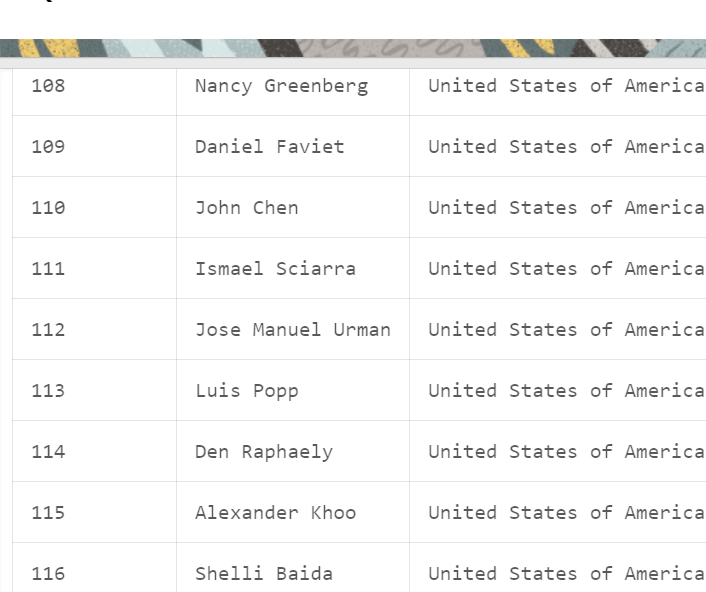 108 Nancy Greenberg United States of America
109 Daniel Faviet United States of America
110 John Chen United States of America
111 Ismael Sciarra United States of America
112 Jose Manuel Urman United States of America
113 Luis Popp United States of America
114 Den Raphaely United States of America
115 Alexander Khoo United States of America
116 Shelli Baida United States of America